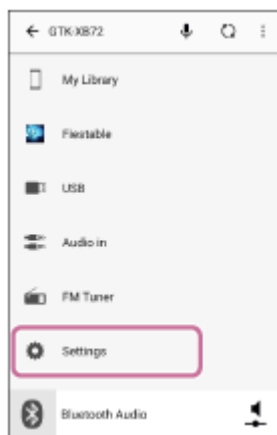 GTK-XB72
My Library
Fiestable
USB
Audio in
FM Tuner
Settings
Bluetooth Audio